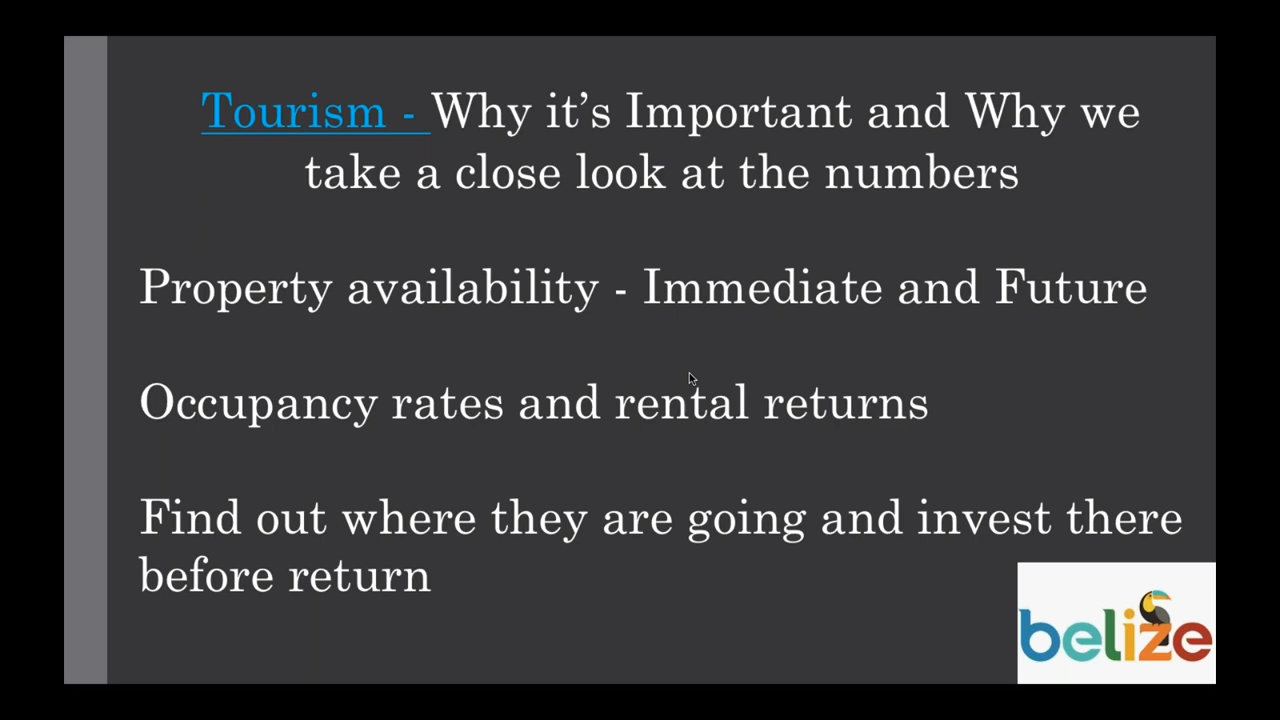 Tourism - Why it’s Important and Why we
take a close look at the numbers
Property availability - Immediate and Future
Occupancy rates and rental returns
Find out where they are going and invest there
before return
belize